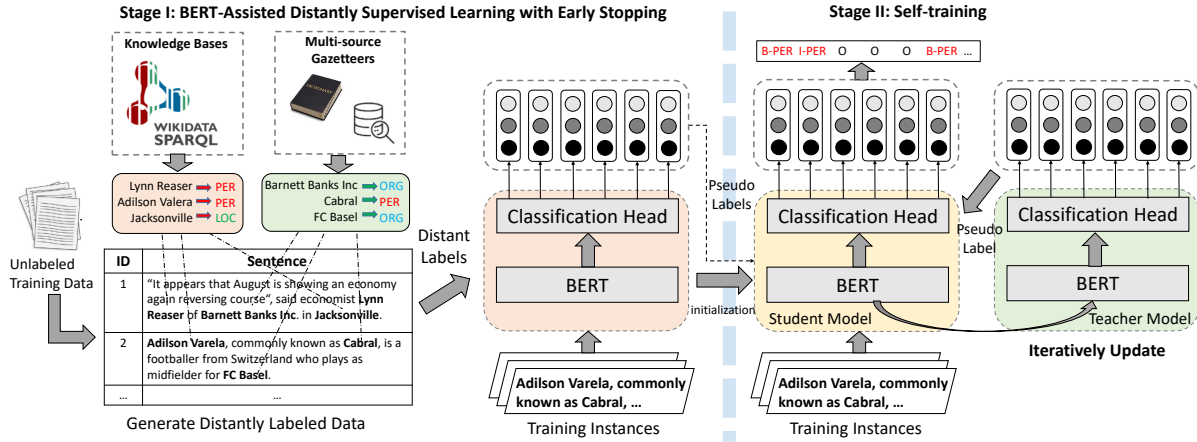 Stage I: BERT-Assisted Distantly Supervised Learning with Early Stopping
Knowledge Bases
WIKIDATA
SPARQL
Multi-source
Gazetteers
DICTIONARY
Lynn Reaser PER
Adilson Valera PER
Jacksonville LOC
Barnett Banks Inc ORG
Cabral PER
FC Basel ORG
Unlabeled
Training Data
ID Sentence
1 "It appears that August is showing an economy
again reversing course", said economist Lynn
Reaser of Barnett Banks Inc. in Jacksonville.
2 Adilson Varela, commonly known as Cabral, is a
footballer from Switzerland who plays as
midfielder for FC Basel.
... ...
Generate Distantly Labeled Data
Distant
Labels
Classification Head
BERT
Adilson Varela, commonly
known as Cabral, ...
Training Instances
Pseudo
Labels
initialization
Stage II: Self-training
B-PER I-PER O O O B-PER ...
Classification Head
BERT
Student Model
Adilson Varela, commonly
known as Cabral, ...
Training Instances
Pseudo
Label
Classification Head
BERT
Teacher Model
Iteratively Update